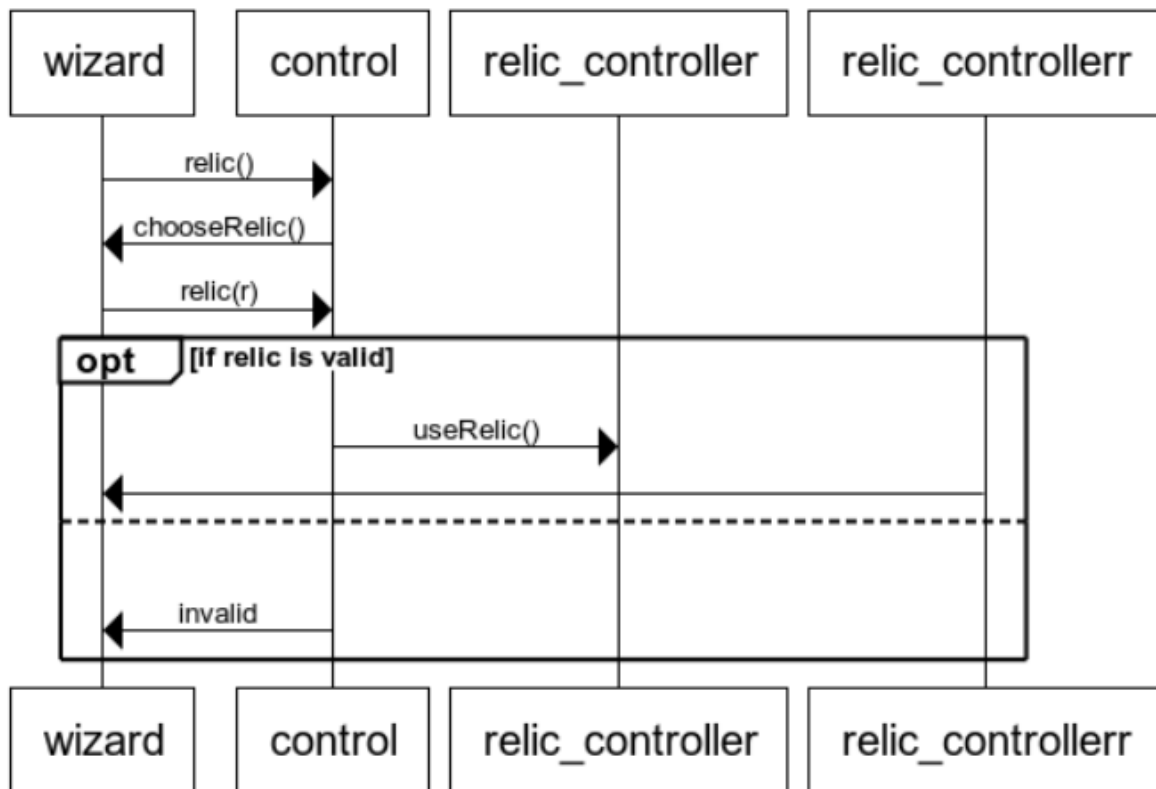 wizard
control
relic_controller
relic_controllerr
relic()
chooseRelic()
relic(r)
opt
[if relic is valid]
useRelic()
invalid
wizard
control
relic_controller
relic_controllerr